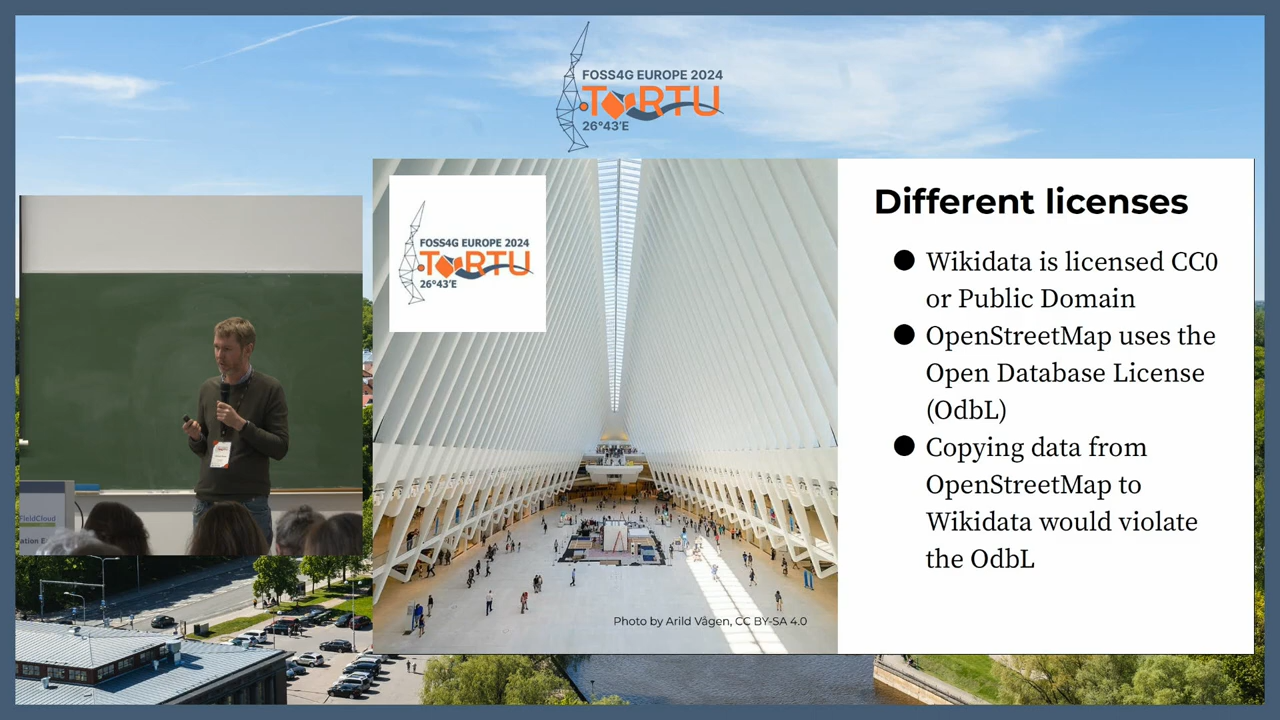 FOSS4G EUROPE 2024
TARTU
26°43'E
FOSS4G EUROPE 2024
TARTU
26°43'E
Different licenses
● Wikidata is licensed CC0
or Public Domain
● OpenStreetMap uses the
Open Database License
(OdbL)
● Copying data from
OpenStreetMap to
Wikidata would violate
the OdbL
Photo by Arild Vågen, CC BY-SA 4.0
FieldCloud